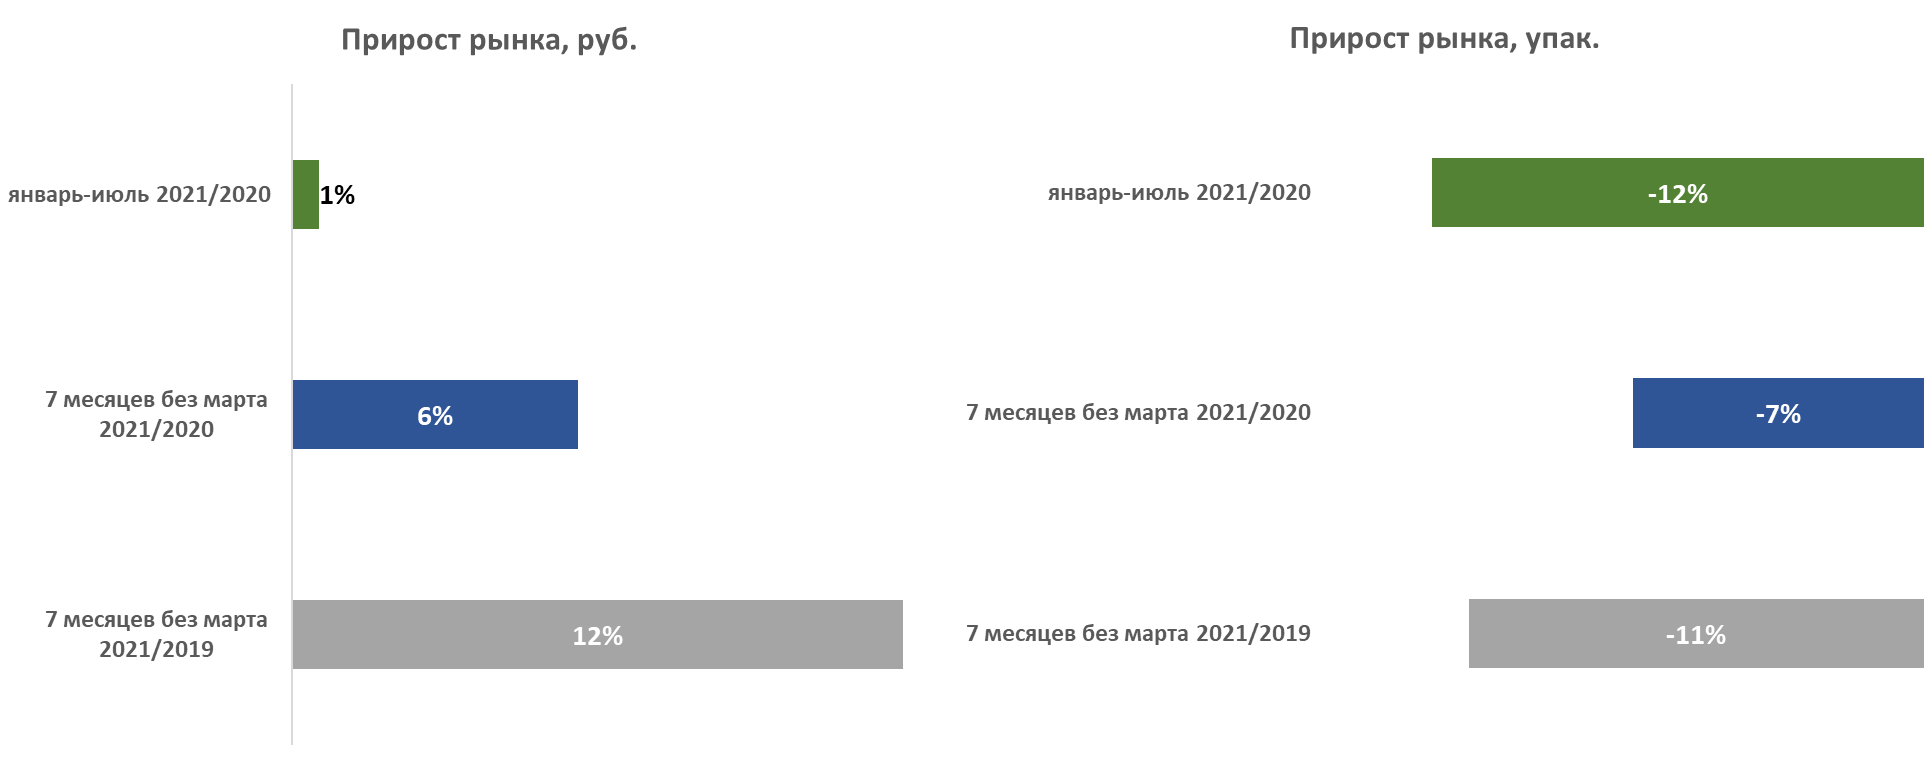 Прирост рынка, руб.
январь-июль 2021/2020
1%
7 месяцев без марта
2021/2020
6%
7 месяцев без марта
2021/2019
12%
Прирост рынка, упак.
январь-июль 2021/2020
-12%
7 месяцев без марта 2021/2020
-7%
7 месяцев без марта 2021/2019
-11%